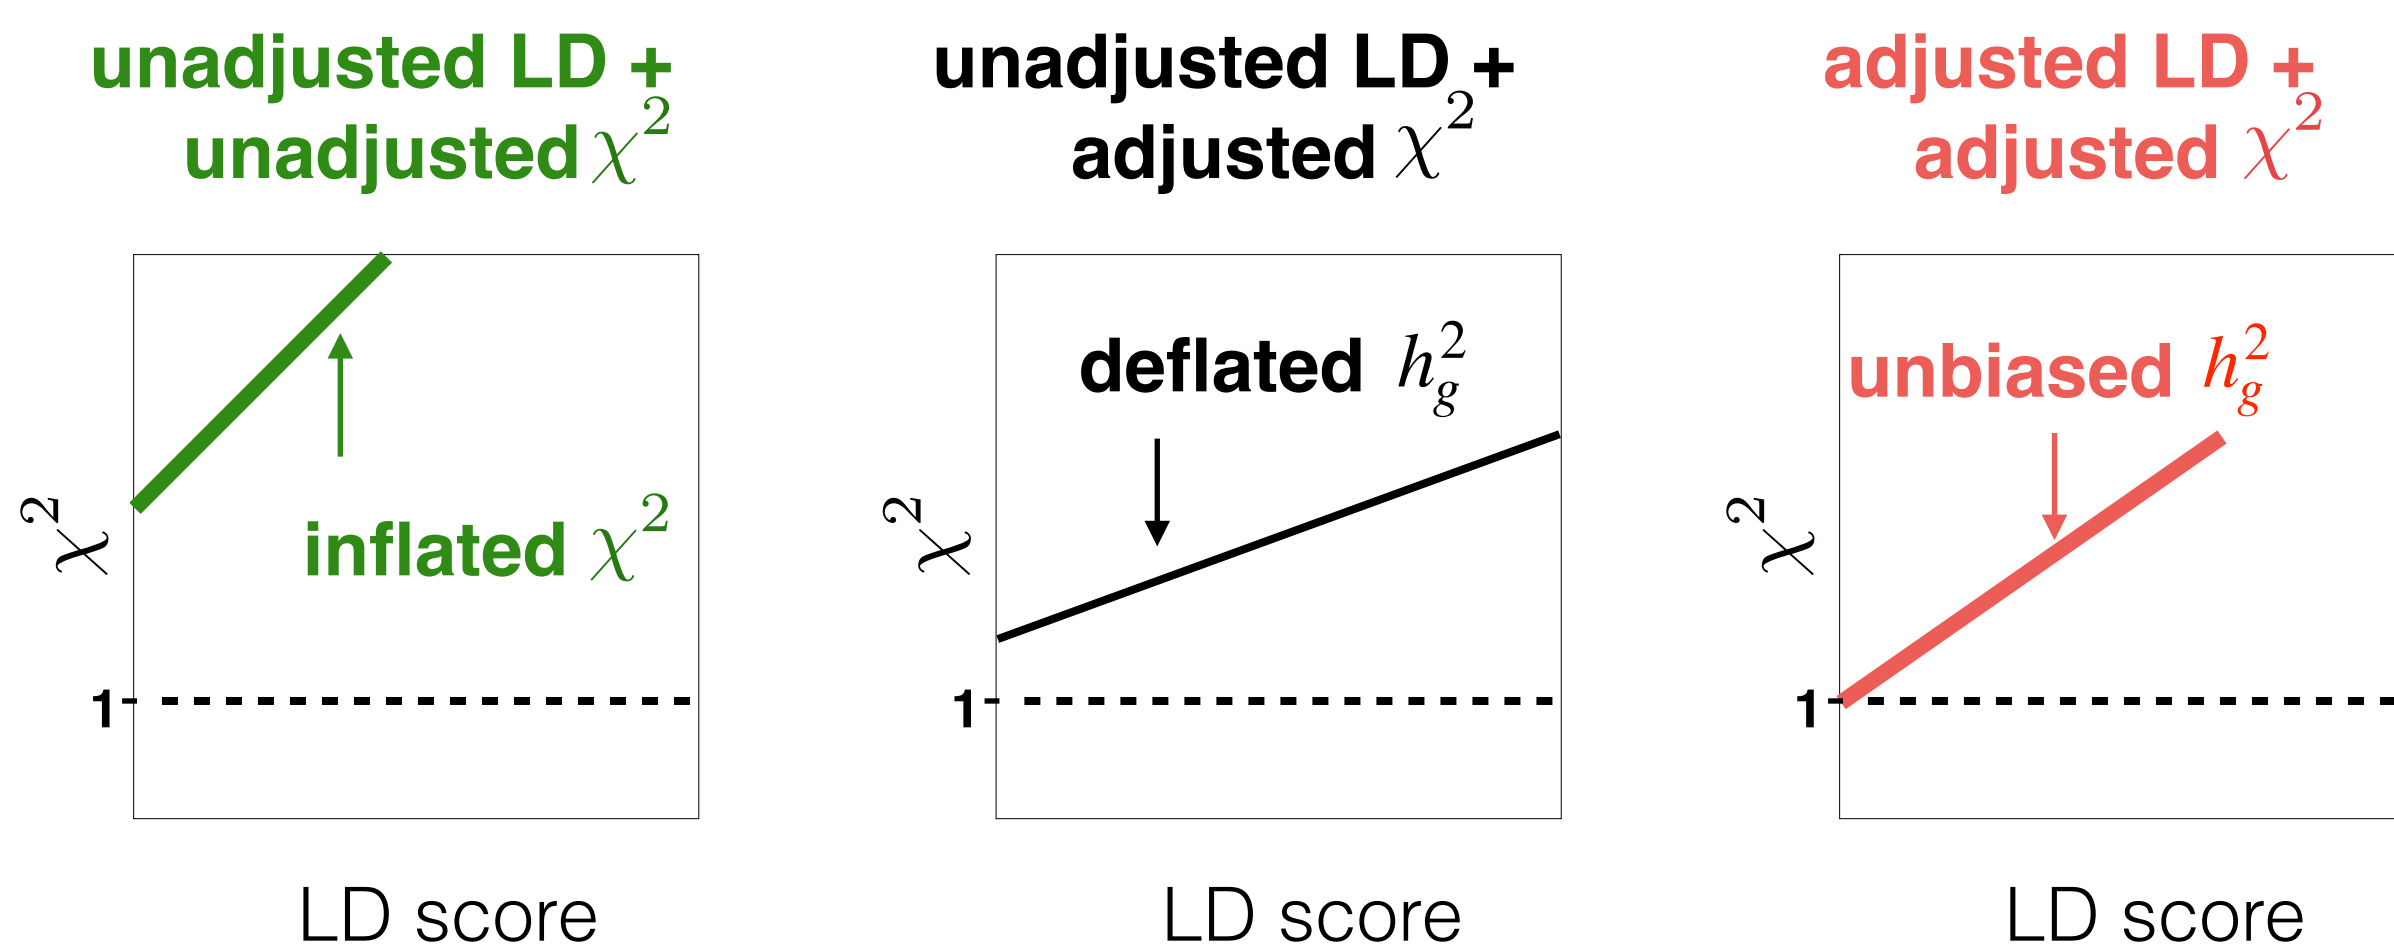 unadjusted LD +
unadjusted χ²
inflated χ²
χ²
1
LD score
unadjusted LD +
adjusted χ²
deflated h²g
χ²
1
LD score
adjusted LD +
adjusted χ²
unbiased h²g
χ²
1
LD score